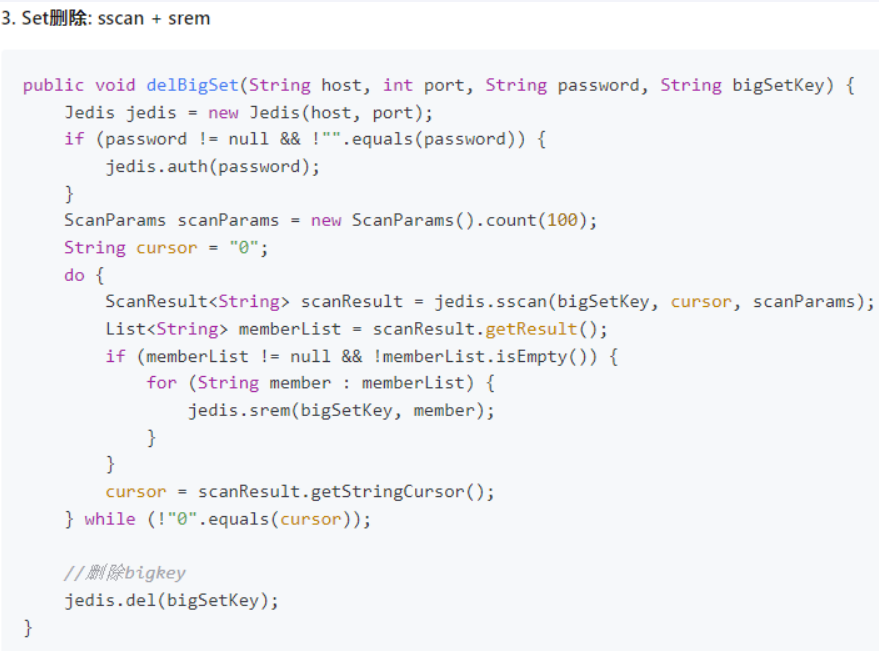 3. Set删除: sscan + srem
public void delBigSet(String host, int port, String password, String bigSetKey) {
    Jedis jedis = new Jedis(host, port);
    if (password != null && !"".equals(password)) {
        jedis.auth(password);
    }
    ScanParams scanParams = new ScanParams().count(100);
    String cursor = "0";
    do {
        ScanResult<String> scanResult = jedis.sscan(bigSetKey, cursor, scanParams);
        List<String> memberList = scanResult.getResult();
        if (memberList != null && !memberList.isEmpty()) {
            for (String member : memberList) {
                jedis.srem(bigSetKey, member);
            }
        }
        cursor = scanResult.getStringCursor();
    } while (!"0".equals(cursor));
    //删除bigkey
    jedis.del(bigSetKey);
}